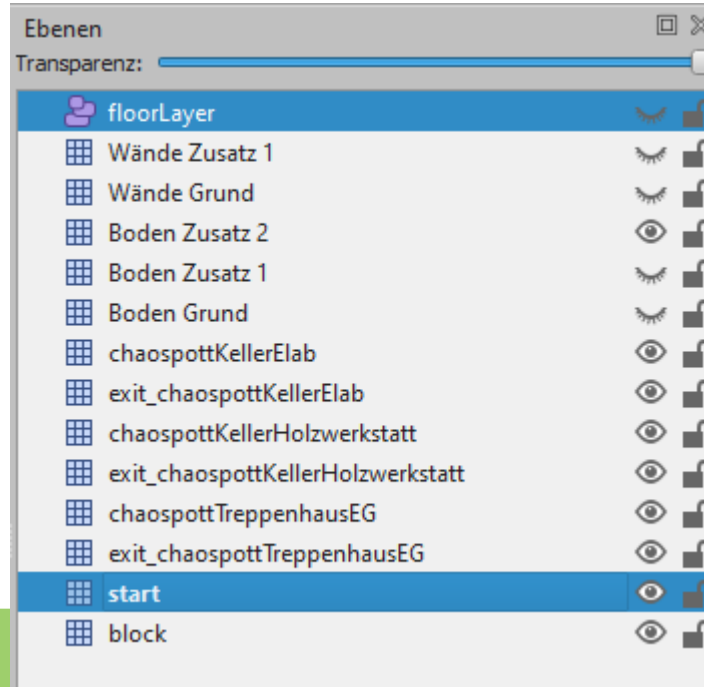 Ebenen
Transparenz:
floorLayer
Wände Zusatz 1
Wände Grund
Boden Zusatz 2
Boden Zusatz 1
Boden Grund
chaospottKellerElab
exit_chaospottKellerElab
chaospottKellerHolzwerkstatt
exit_chaospottKellerHolzwerkstatt
chaospottTreppenhausEG
exit_chaospottTreppenhausEG
start
block